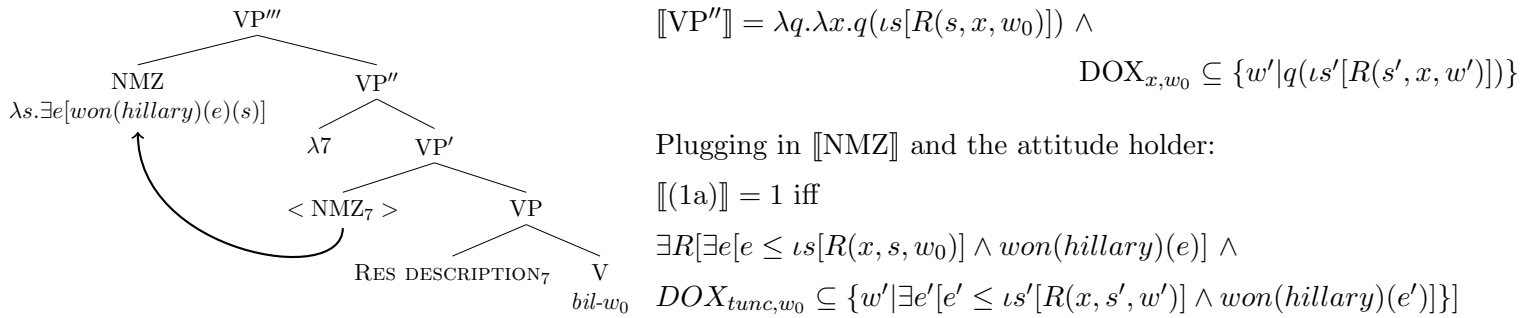 VP‴
NMZ
λs.∃e[won(hillary)(e)(s)]
VP″
λ7
VP′
< NMZ₇ >
VP
RES DESCRIPTION₇
V
bil-w₀
⟦VP″⟧ = λq.λx.q(ιs[R(s, x, w₀)]) ∧
DOXₓ,w₀ ⊆ {w′|q(ιs′[R(s′, x, w′)])}
Plugging in ⟦NMZ⟧ and the attitude holder:
⟦(1a)⟧ = 1 iff
∃R[∃e[e ≤ ιs[R(x, s, w₀)] ∧ won(hillary)(e)] ∧
DOX_{tunc,w₀} ⊆ {w′|∃e′[e′ ≤ ιs′[R(x, s′, w′)] ∧ won(hillary)(e′)]}]